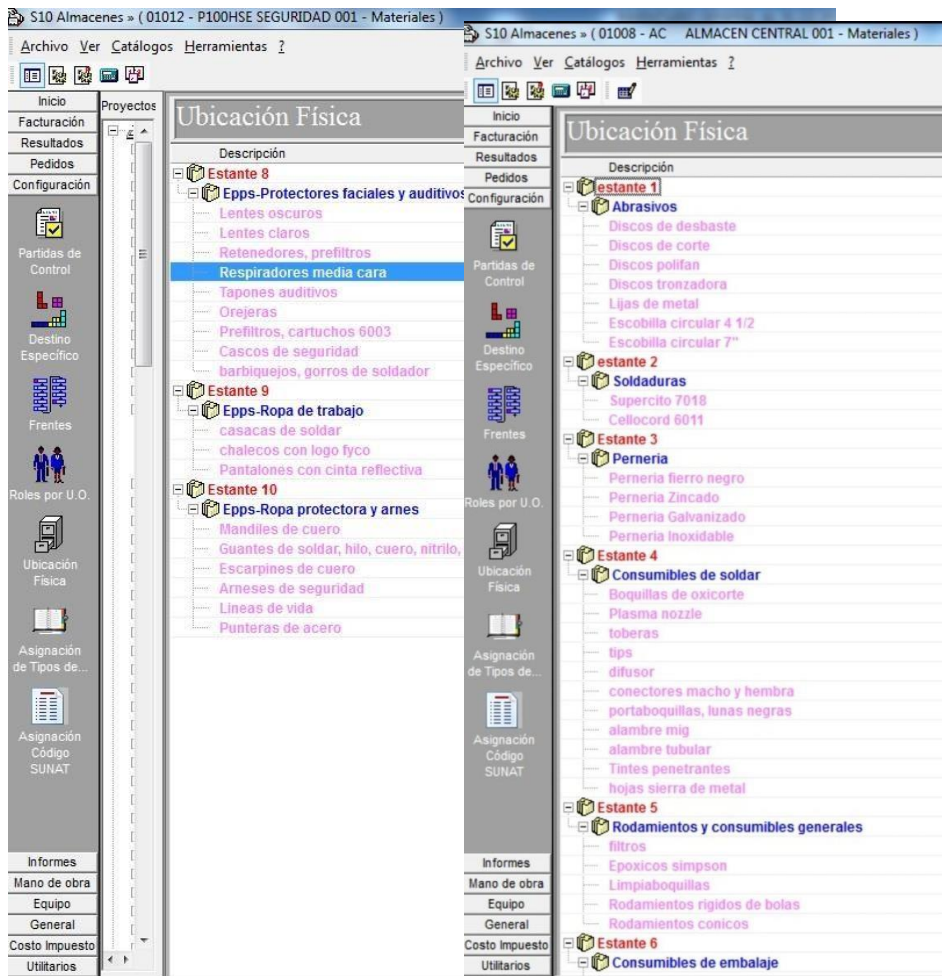 S10 Almacenes » ( 01012 - P100HSE SEGURIDAD 001 - Materiales )
Archivo Ver Catálogos Herramientas ?
Inicio
Facturación
Resultados
Pedidos
Configuración
Partidas de
Control
Destino
Específico
Frentes
Roles por U.O.
Ubicación
Física
Asignación
de Tipos de...
Asignación
Código
SUNAT
Informes
Mano de obra
Equipo
General
Costo Impuesto
Utilitarios
Proyectos
Ubicación Física
Descripción
Estante 8
Epps-Protectores faciales y auditivos
Lentes oscuros
Lentes claros
Retenedores, prefiltros
Respiradores media cara
Tapones auditivos
Orejeras
Prefiltros, cartuchos 6003
Cascos de seguridad
barbiquejos, gorros de soldador
Estante 9
Epps-Ropa de trabajo
casacas de soldar
chalecos con logo fyco
Pantalones con cinta reflectiva
Estante 10
Epps-Ropa protectora y arnes
Mandiles de cuero
Guantes de soldar, hilo, cuero, nitrilo,
Escarpines de cuero
Arneses de seguridad
Lineas de vida
Punteras de acero
S10 Almacenes » ( 01008 - AC ALMACEN CENTRAL 001 - Materiales )
Archivo Ver Catálogos Herramientas ?
Inicio
Facturación
Resultados
Pedidos
Configuración
Partidas de
Control
Destino
Específico
Frentes
Roles por U.O.
Ubicación
Física
Asignación
de Tipos de...
Asignación
Código
SUNAT
Informes
Mano de obra
Equipo
General
Costo Impuesto
Utilitarios
Ubicación Física
Descripción
estante 1
Abrasivos
Discos de desbaste
Discos de corte
Discos polifan
Discos tronzadora
Lijas de metal
Escobilla circular 4 1/2
Escobilla circular 7"
estante 2
Soldaduras
Supercito 7018
Cellocord 6011
Estante 3
Perneria
Perneria fierro negro
Perneria Zincado
Perneria Galvanizado
Perneria Inoxidable
Estante 4
Consumibles de soldar
Boquillas de oxicorte
Plasma nozzle
toberas
tips
difusor
conectores macho y hembra
portaboquillas, lunas negras
alambre mig
alambre tubular
Tintes penetrantes
hojas sierra de metal
Estante 5
Rodamientos y consumibles generales
filtros
Epoxicos simpson
Limpiaboquillas
Rodamientos rigidos de bolas
Rodamientos conicos
Estante 6
Consumibles de embalaje